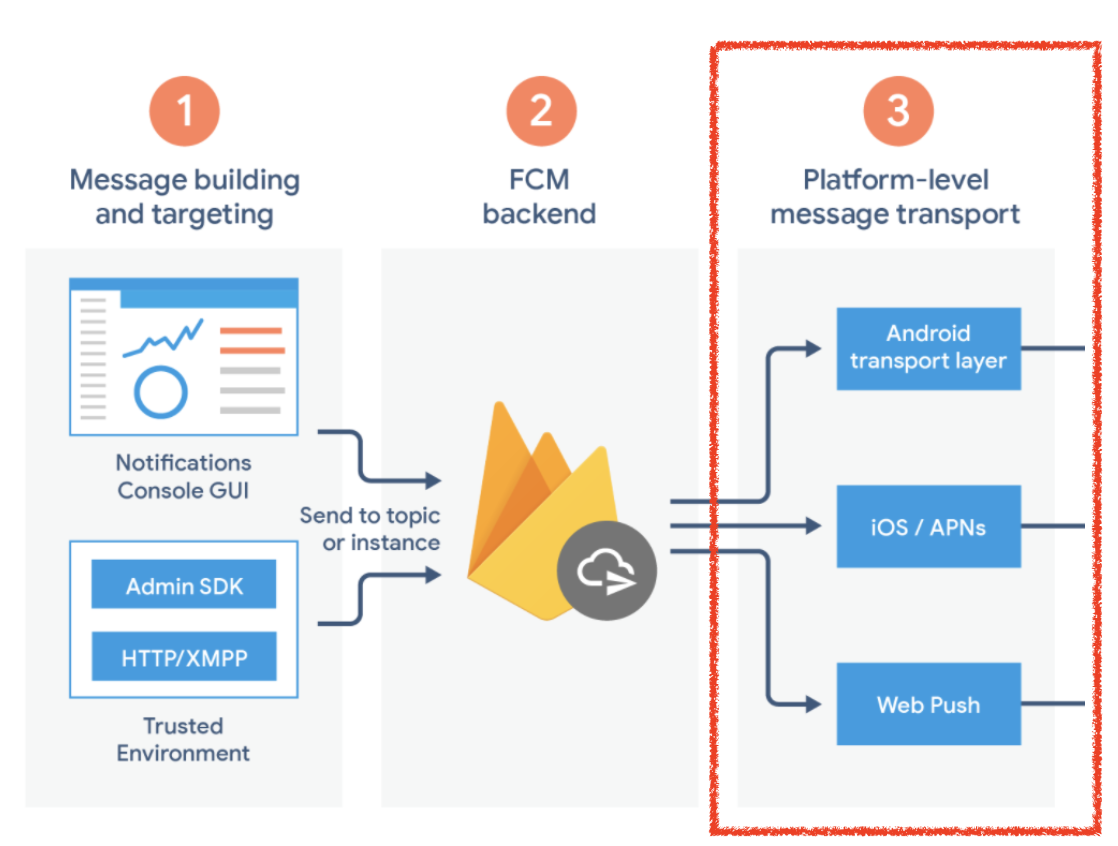 1
Message building
and targeting
Notifications
Console GUI
Admin SDK
HTTP/XMPP
Trusted
Environment
Send to topic
or instance
2
FCM
backend
3
Platform-level
message transport
Android
transport layer
iOS / APNs
Web Push